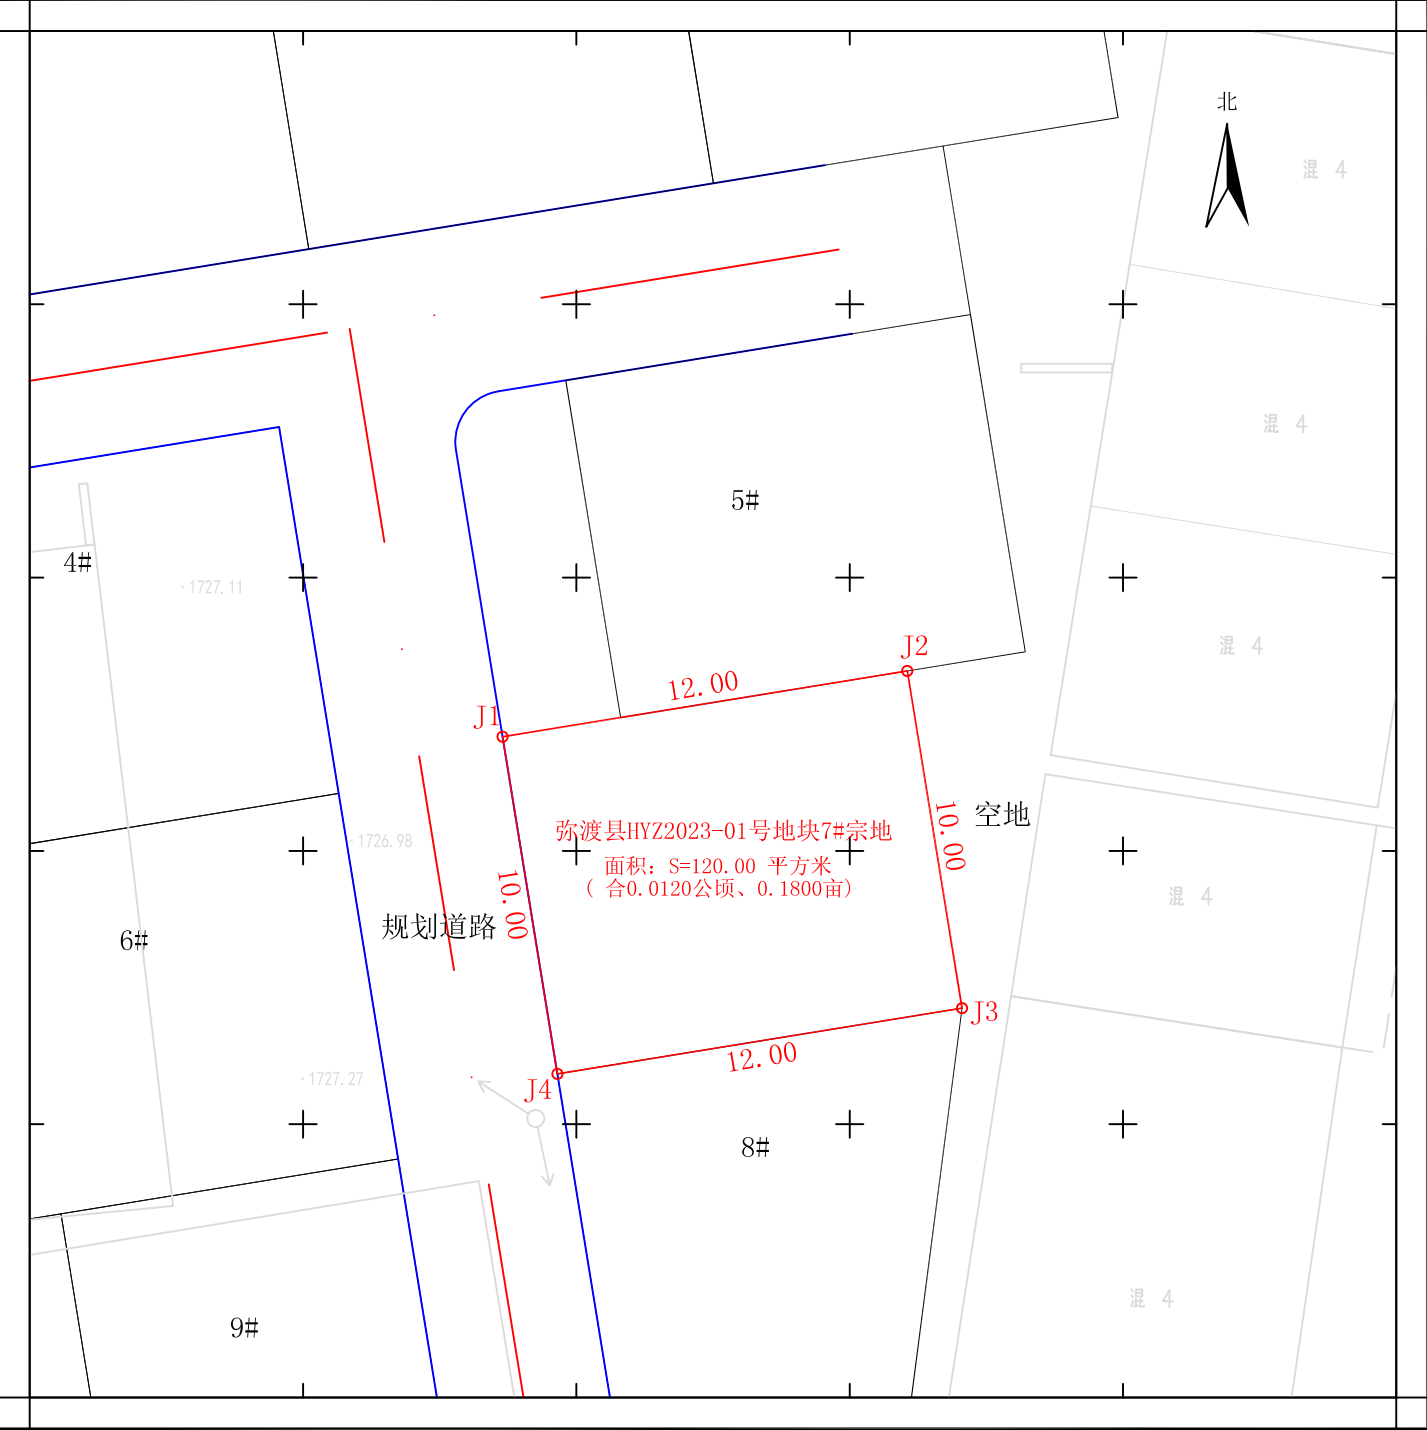 北
混 4
混 4
5#
4#
1727.11
混 4
J2
12.00
J1
空地
10.00
弥渡县HYZ2023-01号地块7#宗地
1726.98
面积：S=120.00 平方米
( 合0.0120公顷、0.1800亩)
混 4
10.00
规划道路
6#
J3
12.00
1727.27
J4
8#
混 4
9#